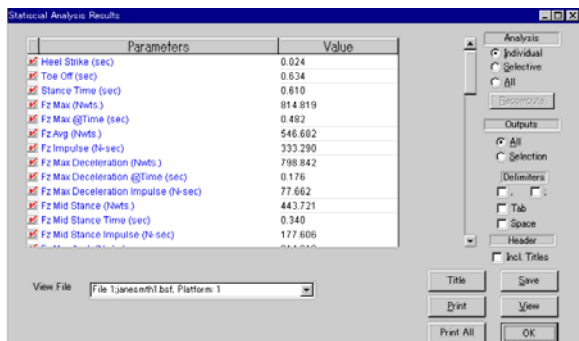 Statiscal Analysis Results
Parameters Value
Heel Strike (sec) 0.024
Toe Off (sec) 0.634
Stance Time (sec) 0.610
Fz Max (Nwts.) 814.819
Fz Max @Time (sec) 0.482
Fz Avg (Nwts.) 546.682
Fz Impulse (N-sec) 333.290
Fz Max Deceleration (Nwts.) 798.842
Fz Max Deceleration @Time (sec) 0.176
Fz Max Deceleration Impulse (N-sec) 77.662
Fz Mid Stance (Nwts.) 443.721
Fz Mid Stance Time (sec) 0.340
Fz Mid Stance Impulse (N-sec) 177.606
Analysis
Individual
Selective
All
Recompute
Outputs
All
Selection
Delimiters
, ;
Tab
Space
Header
Incl. Titles
View File File 1:janesmth1.bsf, Platform: 1
Title Save
Print View
Print All OK